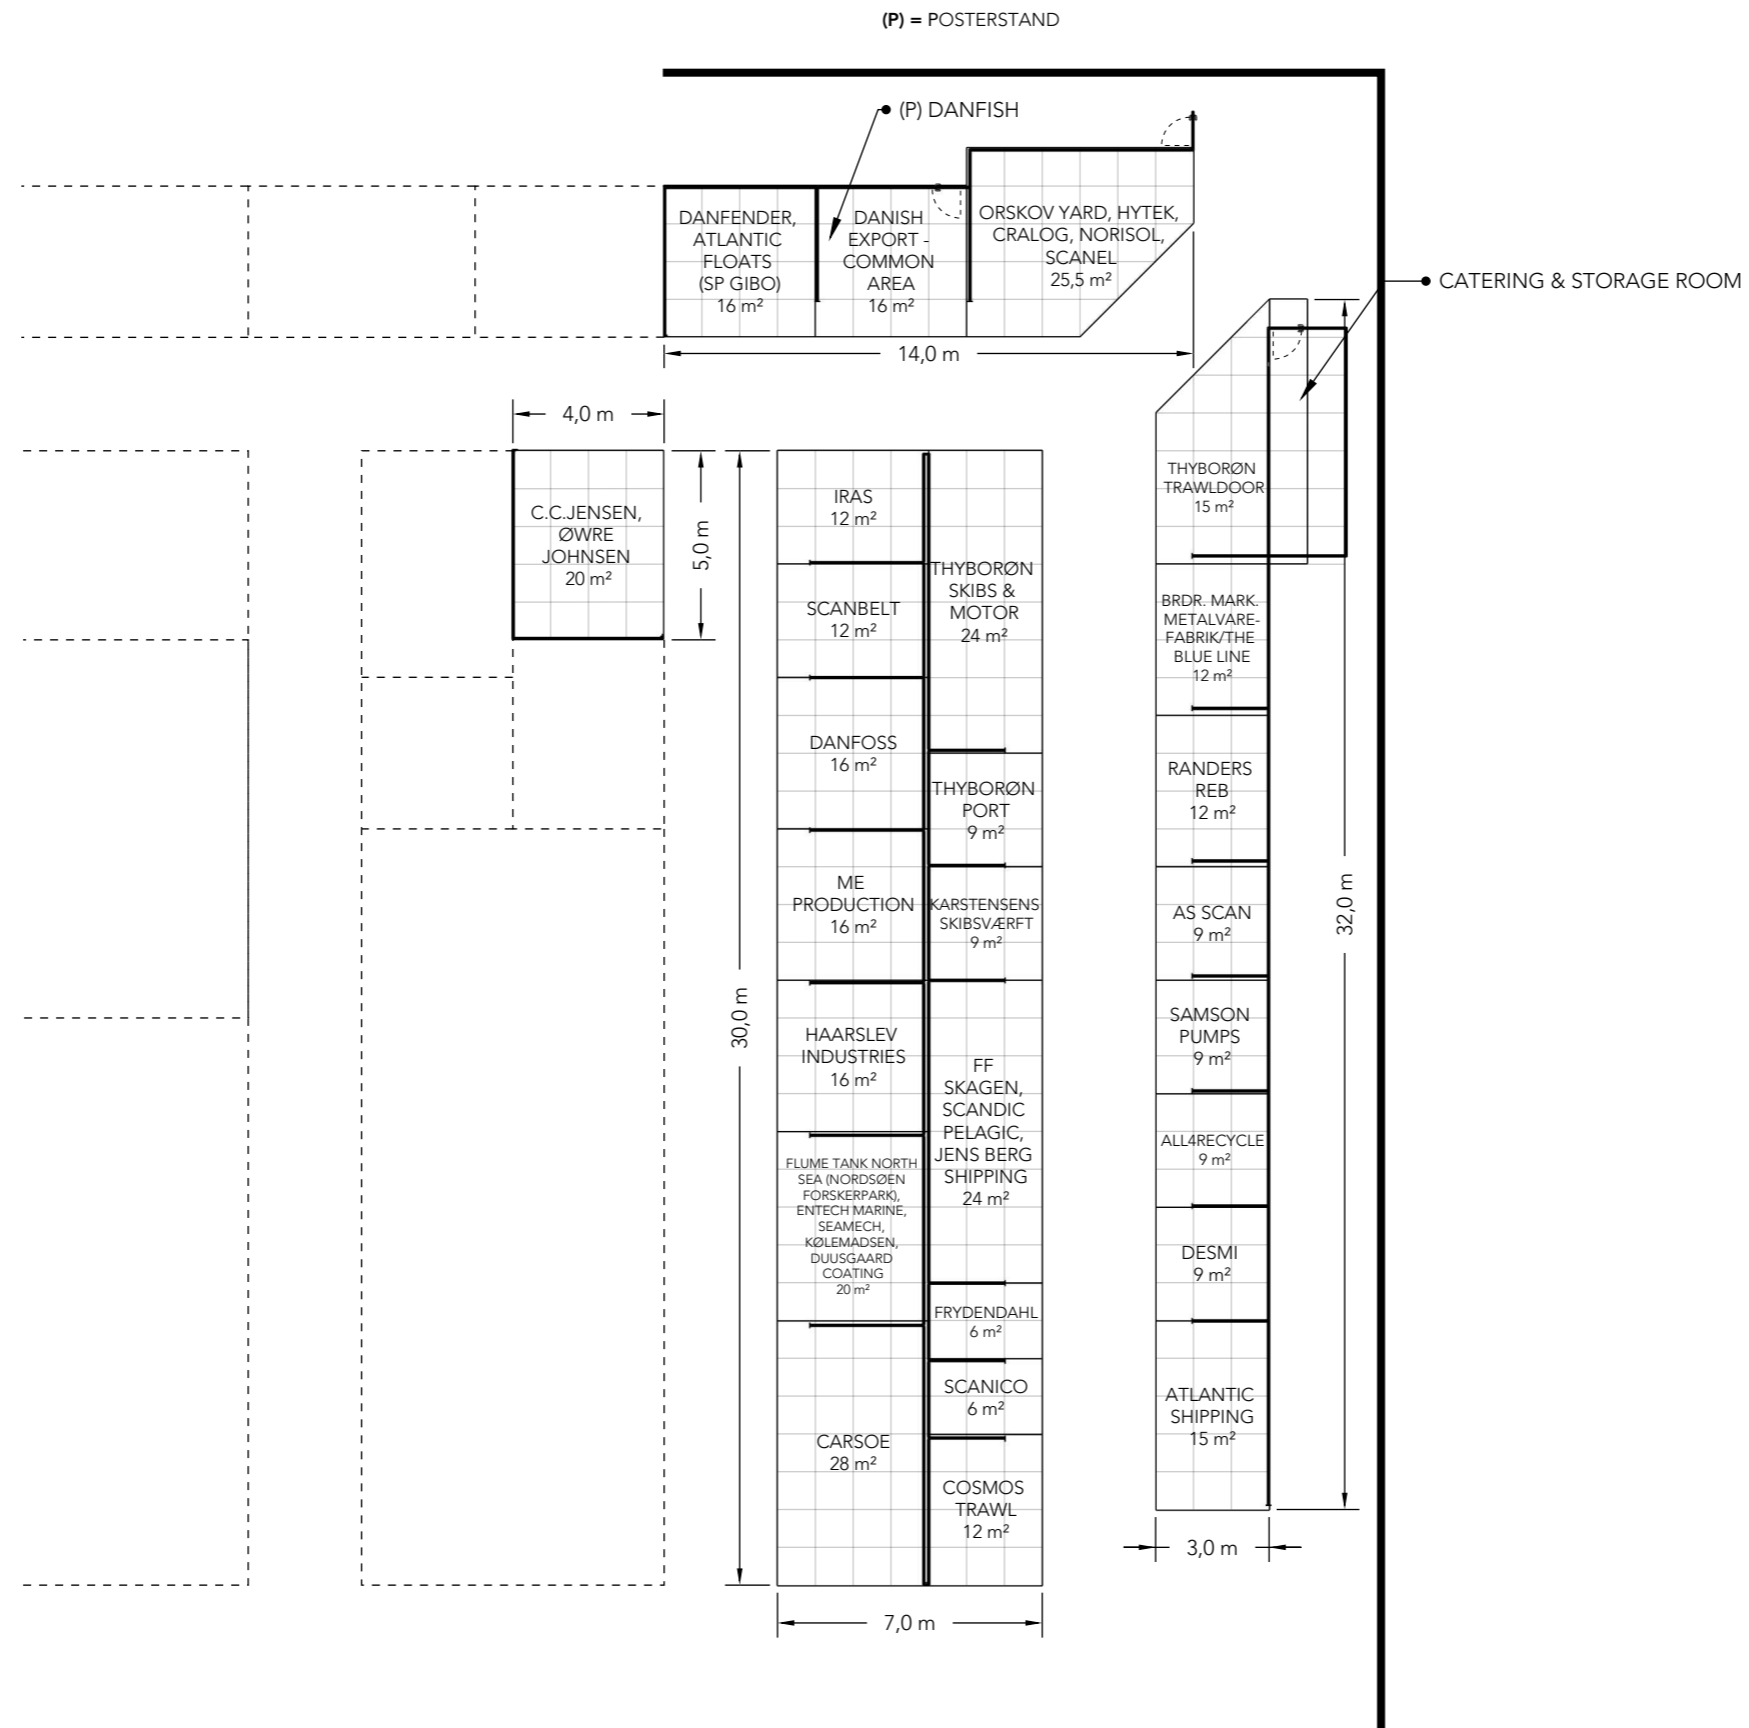 (P) = POSTERSTAND
(P) DANFISH
DANFENDER,
ATLANTIC
FLOATS
(SP GIBO)
16 m²
DANISH
EXPORT -
COMMON
AREA
16 m²
ORSKOV YARD, HYTEK,
CRALOG, NORISOL,
SCANEL
25,5 m²
CATERING & STORAGE ROOM
14,0 m
4,0 m
C.C.JENSEN,
ØWRE
JOHNSEN
20 m²
5,0 m
30,0 m
IRAS
12 m²
SCANBELT
12 m²
DANFOSS
16 m²
ME
PRODUCTION
16 m²
HAARSLEV
INDUSTRIES
16 m²
FLUME TANK NORTH
SEA (NORDSØEN
FORSKERPARK),
ENTECH MARINE,
SEAMECH,
KØLEMADSEN,
DUUSGAARD
COATING
20 m²
CARSOE
28 m²
THYBORØN
SKIBS &
MOTOR
24 m²
THYBORØN
PORT
9 m²
KARSTENSENS
SKIBSVÆRFT
9 m²
FF
SKAGEN,
SCANDIC
PELAGIC,
JENS BERG
SHIPPING
24 m²
FRYDENDAHL
6 m²
SCANICO
6 m²
COSMOS
TRAWL
12 m²
7,0 m
THYBORØN
TRAWLDOOR
15 m²
BRDR. MARK.
METALVARE-
FABRIK/THE
BLUE LINE
12 m²
RANDERS
REB
12 m²
AS SCAN
9 m²
SAMSON
PUMPS
9 m²
ALL4RECYCLE
9 m²
DESMI
9 m²
ATLANTIC
SHIPPING
15 m²
32,0 m
3,0 m